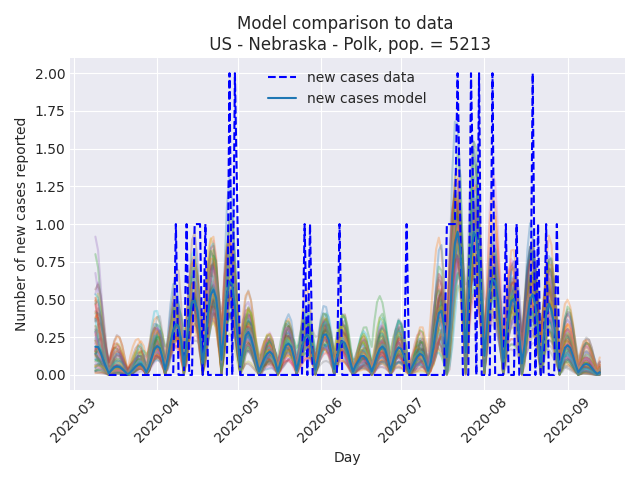 Model comparison to data
US - Nebraska - Polk, pop. = 5213
new cases data
new cases model
Number of new cases reported
2.00
1.75
1.50
1.25
1.00
0.75
0.50
0.25
0.00
2020-03
2020-04
2020-05
2020-06
2020-07
2020-08
2020-09
Day